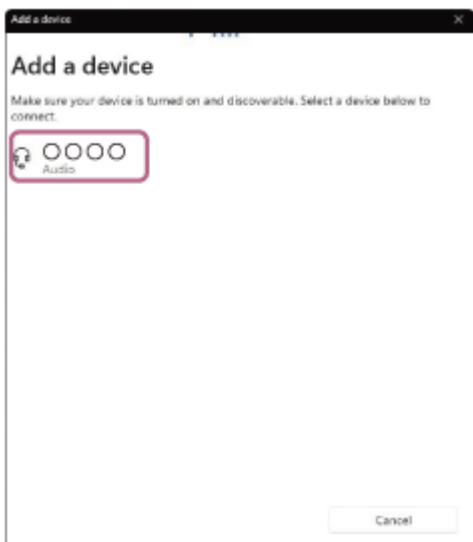 Add a device
Add a device
Make sure your device is turned on and discoverable. Select a device below to
connect.
○○○○
Audio
Cancel